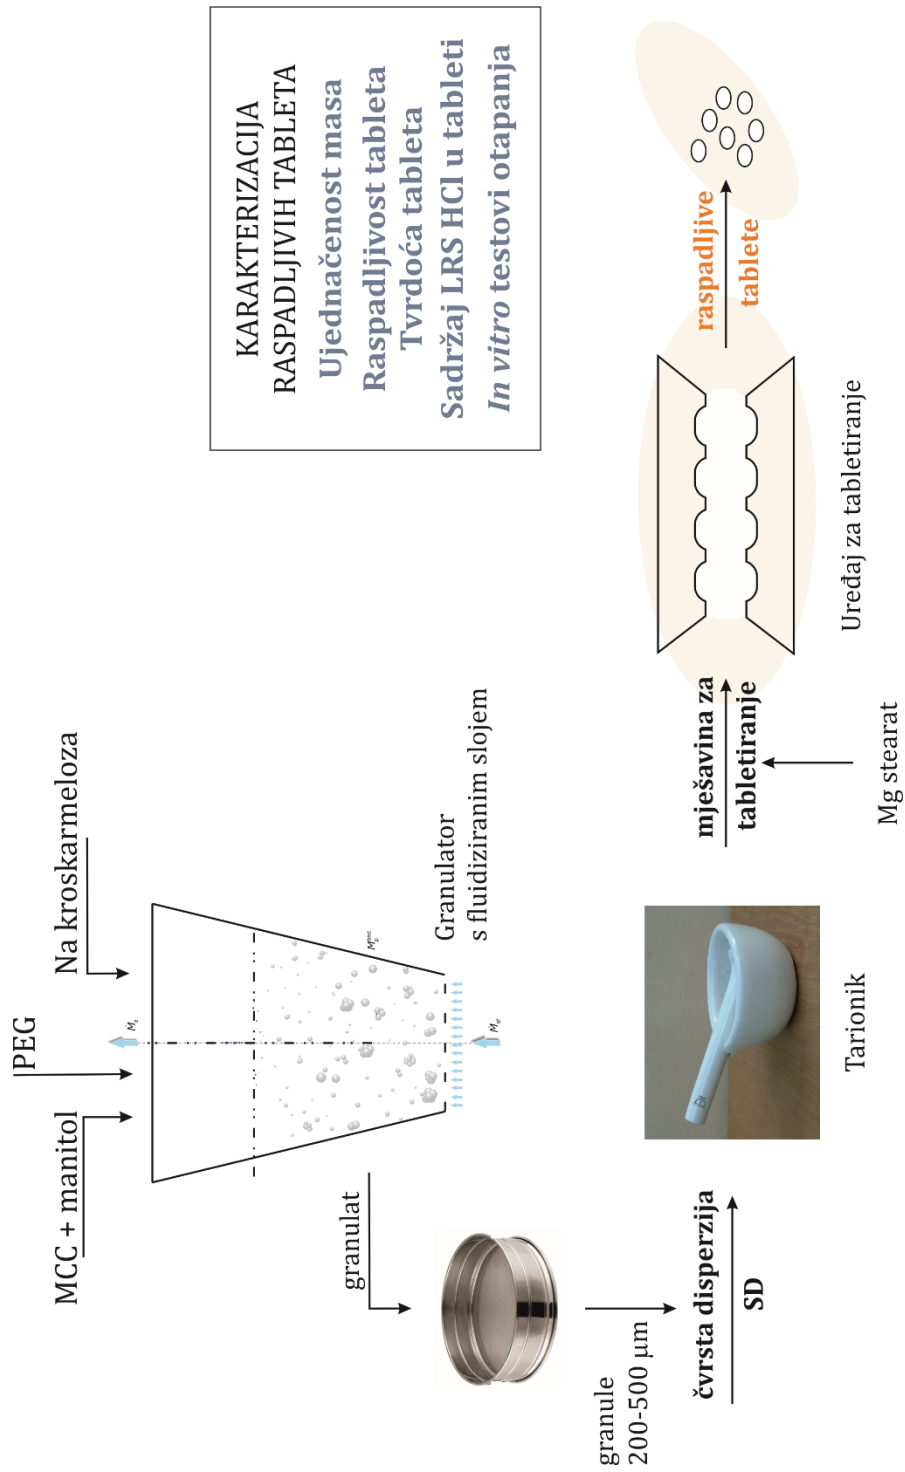 MCC + manitol
PEG
Na kroskarmeloza
Granulator
s fluidiziranim slojem
granulat
granule
200-500 µm
čvrsta disperzija
SD
Tarionik
mješavina za
tabletiranje
Mg stearat
Uređaj za tabletiranje
raspadljive
tablete
KARAKTERIZACIJA
RASPADLJIVIH TABLETA
Ujednačenost masa
Raspadljivost tableta
Tvrdoća tableta
Sadržaj LRS HCl u tableti
In vitro testovi otapanja